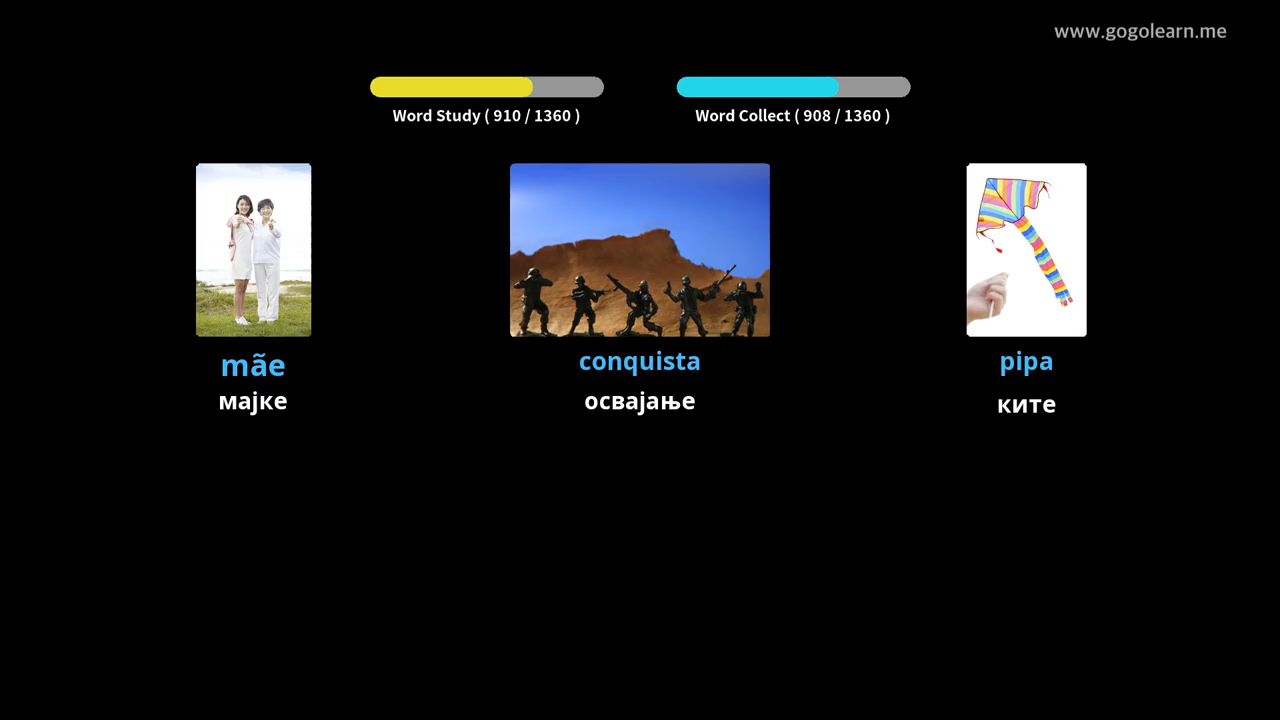 www.gogolearn.me
Word Study ( 910 / 1360 )
Word Collect ( 908 / 1360 )
mãe
мајке
conquista
освајање
pipa
ките